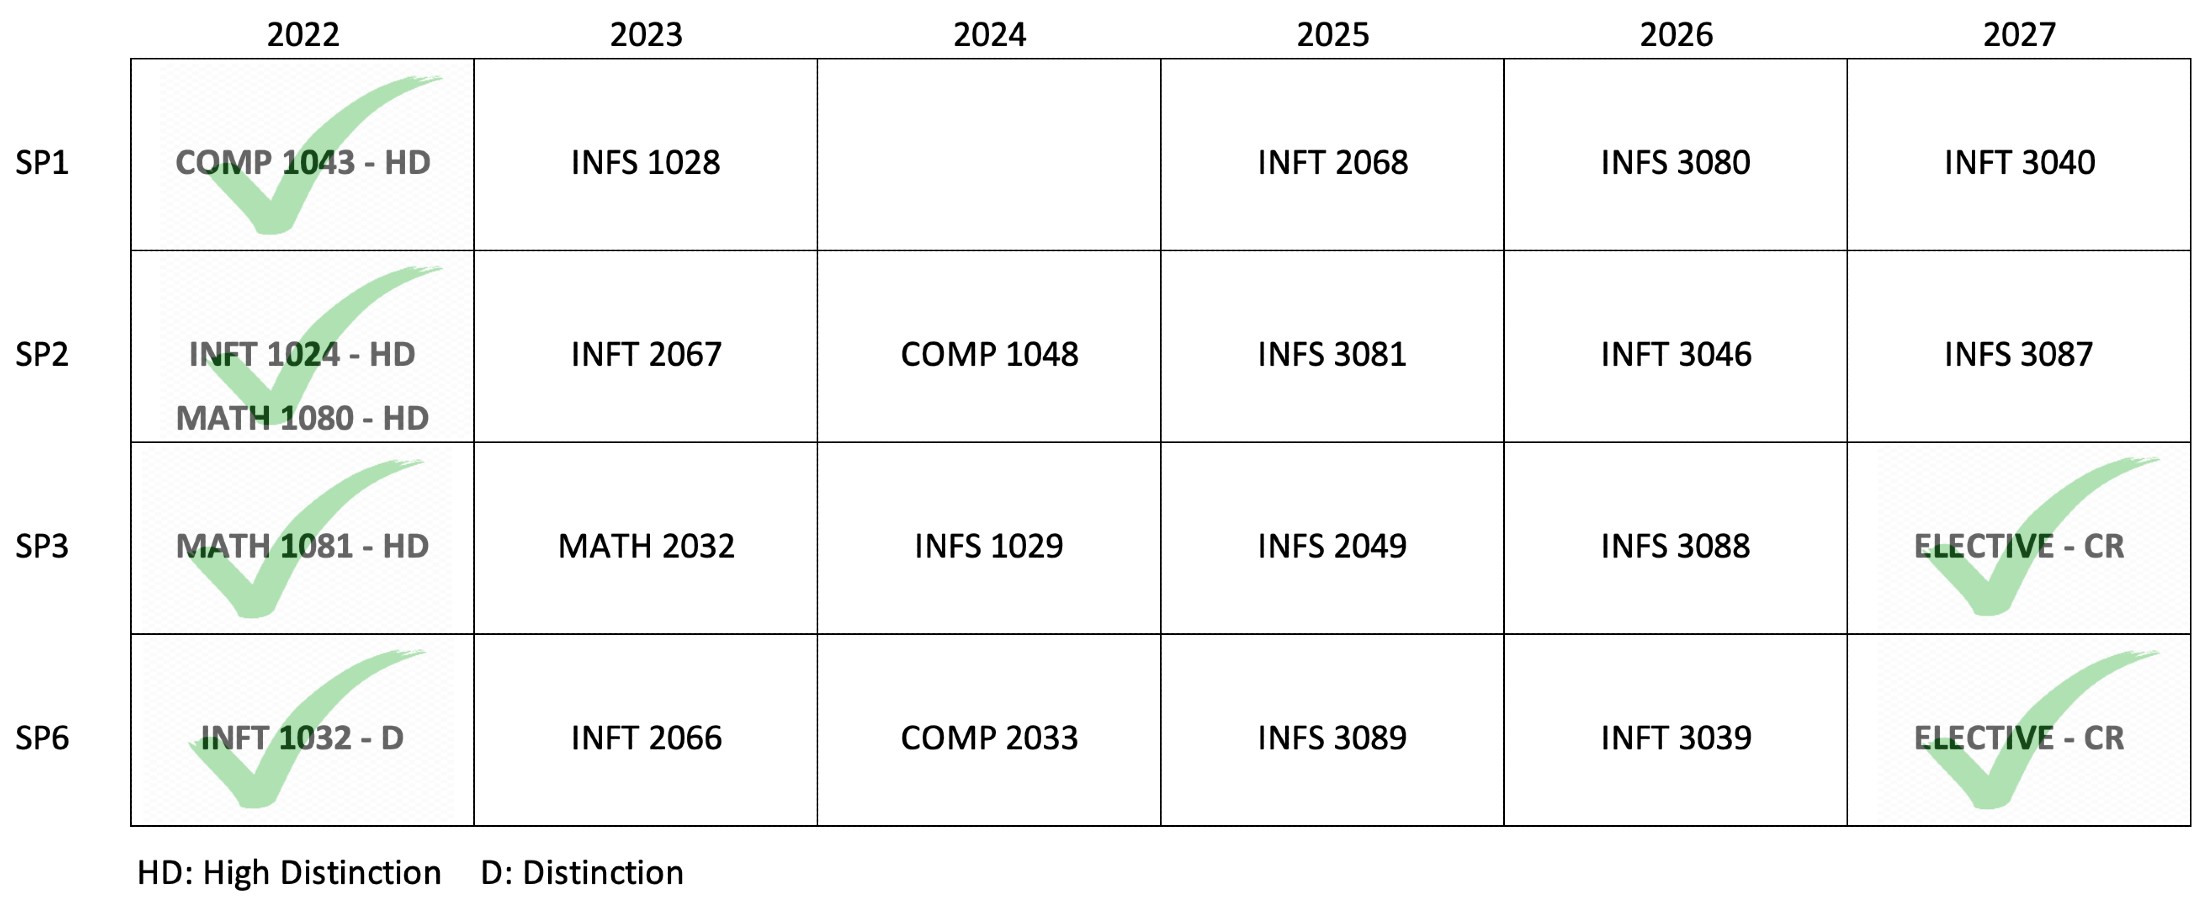 2022 2023 2024 2025 2026 2027
SP1 COMP 1043 - HD INFS 1028 INFT 2068 INFS 3080 INFT 3040
SP2 INFT 1024 - HD INFT 2067 COMP 1048 INFS 3081 INFT 3046 INFS 3087
MATH 1080 - HD
SP3 MATH 1081 - HD MATH 2032 INFS 1029 INFS 2049 INFS 3088 ELECTIVE - CR
SP6 INFT 1032 - D INFT 2066 COMP 2033 INFS 3089 INFT 3039 ELECTIVE - CR
HD: High Distinction D: Distinction